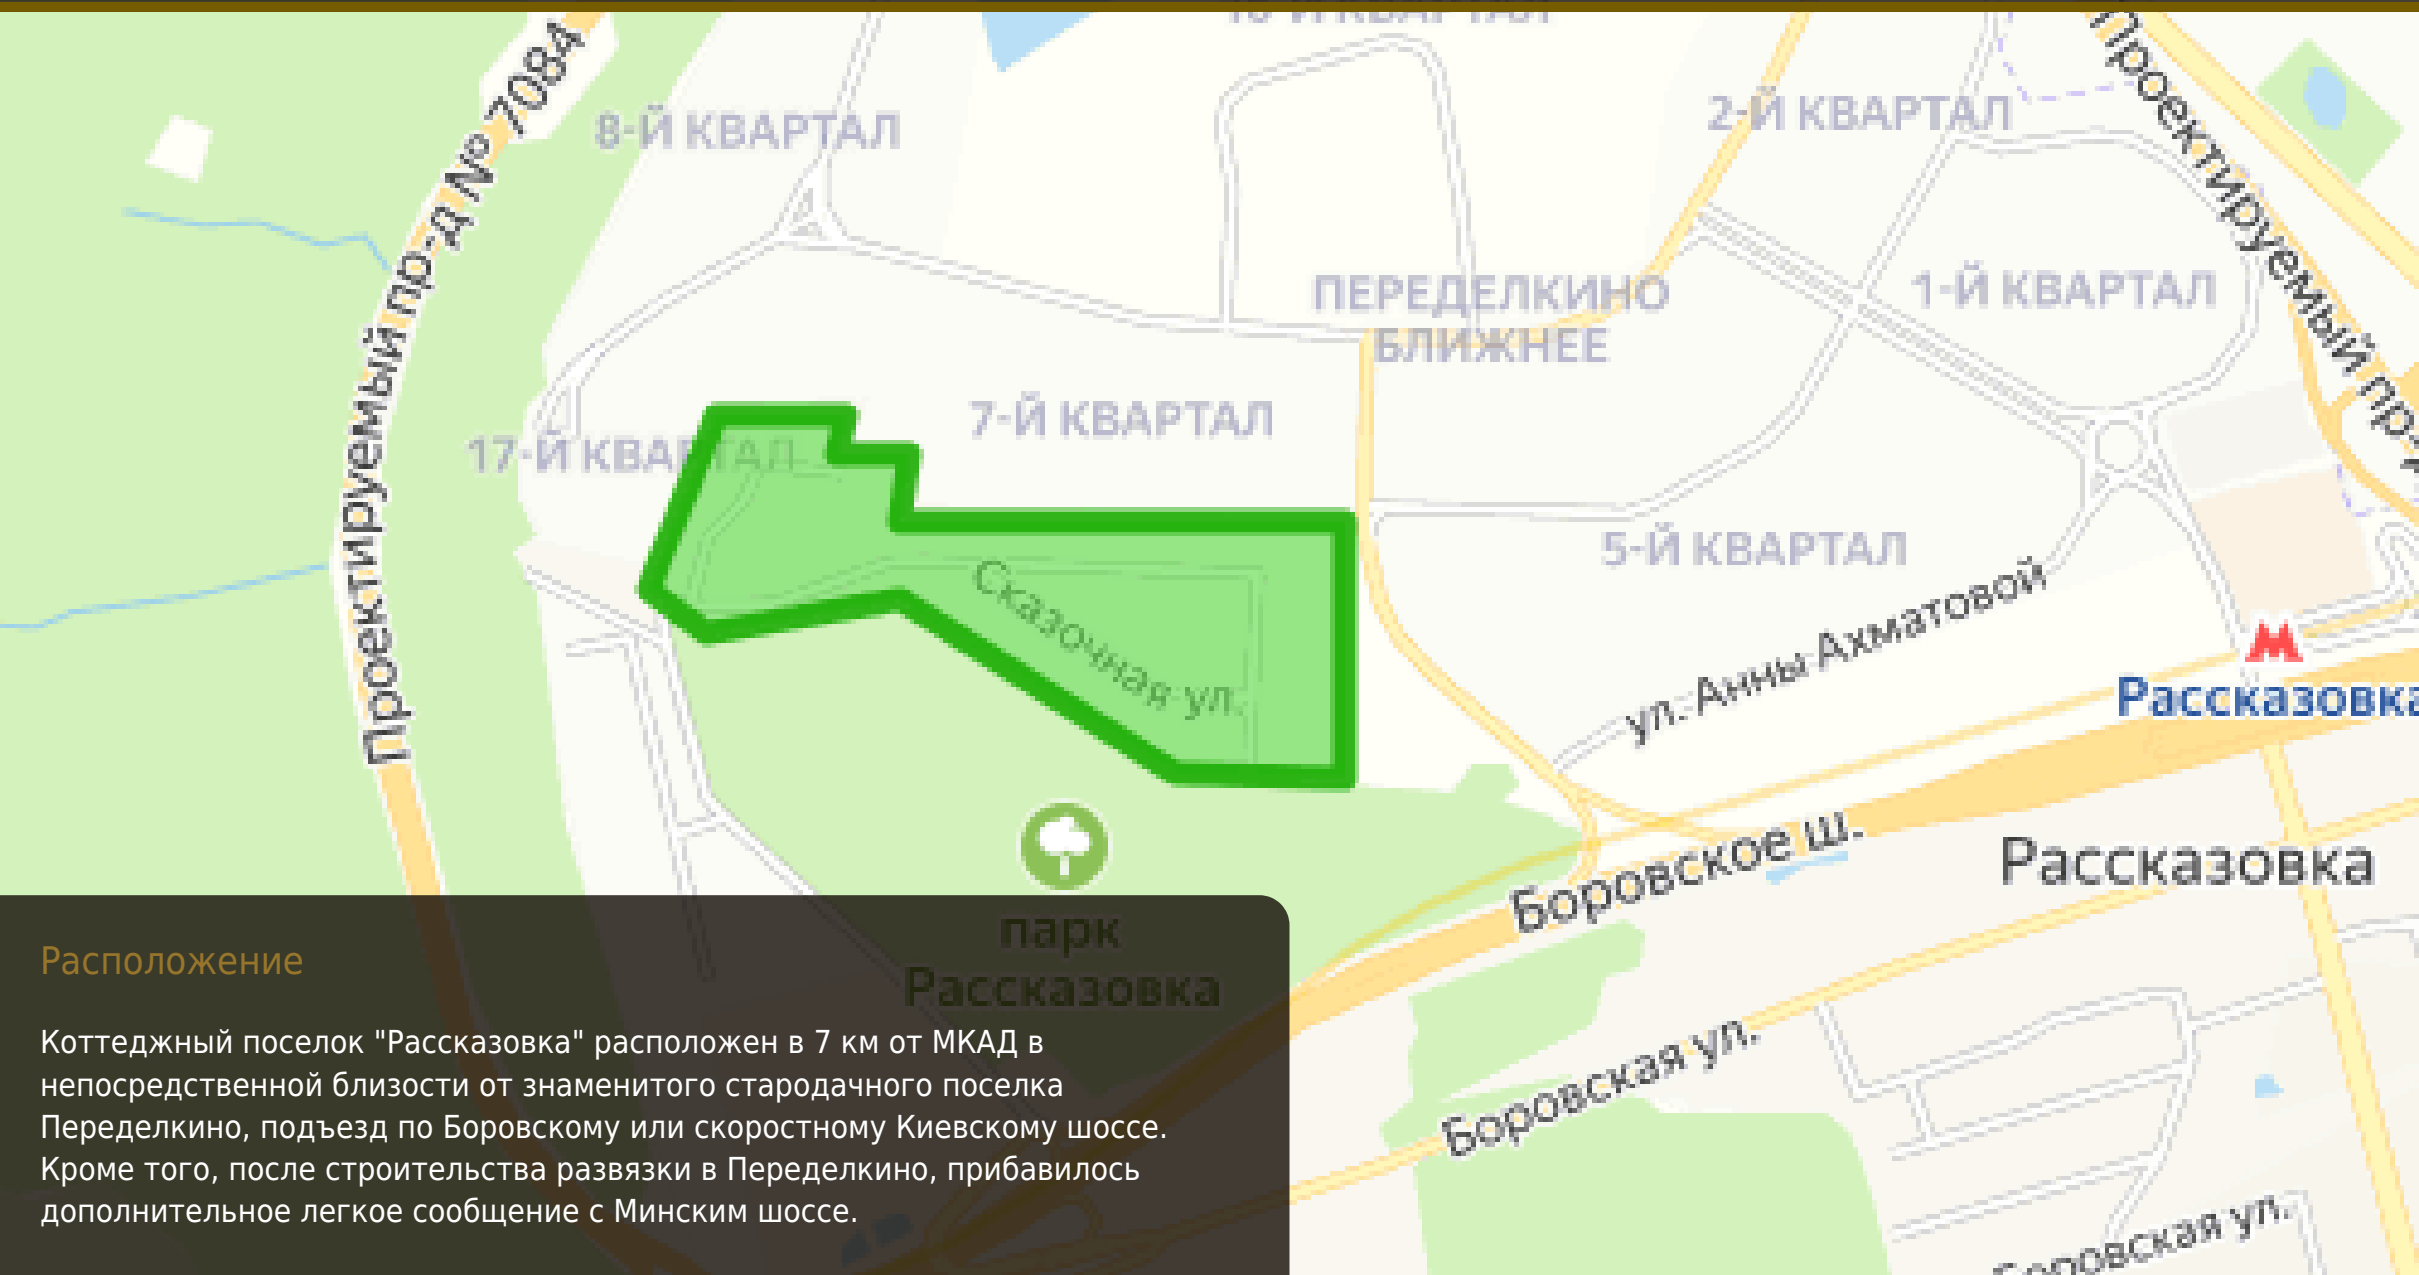 Проектируемый пр-д № 7084
8-Й КВАРТАЛ
2-Й КВАРТАЛ
Проектируемый пр-д
ПЕРЕДЕЛКИНО
БЛИЖНЕЕ
1-Й КВАРТАЛ
7-Й КВАРТАЛ
17-Й КВАРТАЛ
5-Й КВАРТАЛ
Сказочная ул.
ул. Анны Ахматовой
Рассказовка
Боровское ш.
Рассказовка
парк
Рассказовка
Боровская ул.
Боровская ул.
Расположение
Коттеджный поселок "Рассказовка" расположен в 7 км от МКАД в
непосредственной близости от знаменитого стародачного поселка
Переделкино, подъезд по Боровскому или скоростному Киевскому шоссе.
Кроме того, после строительства развязки в Переделкино, прибавилось
дополнительное легкое сообщение с Минским шоссе.